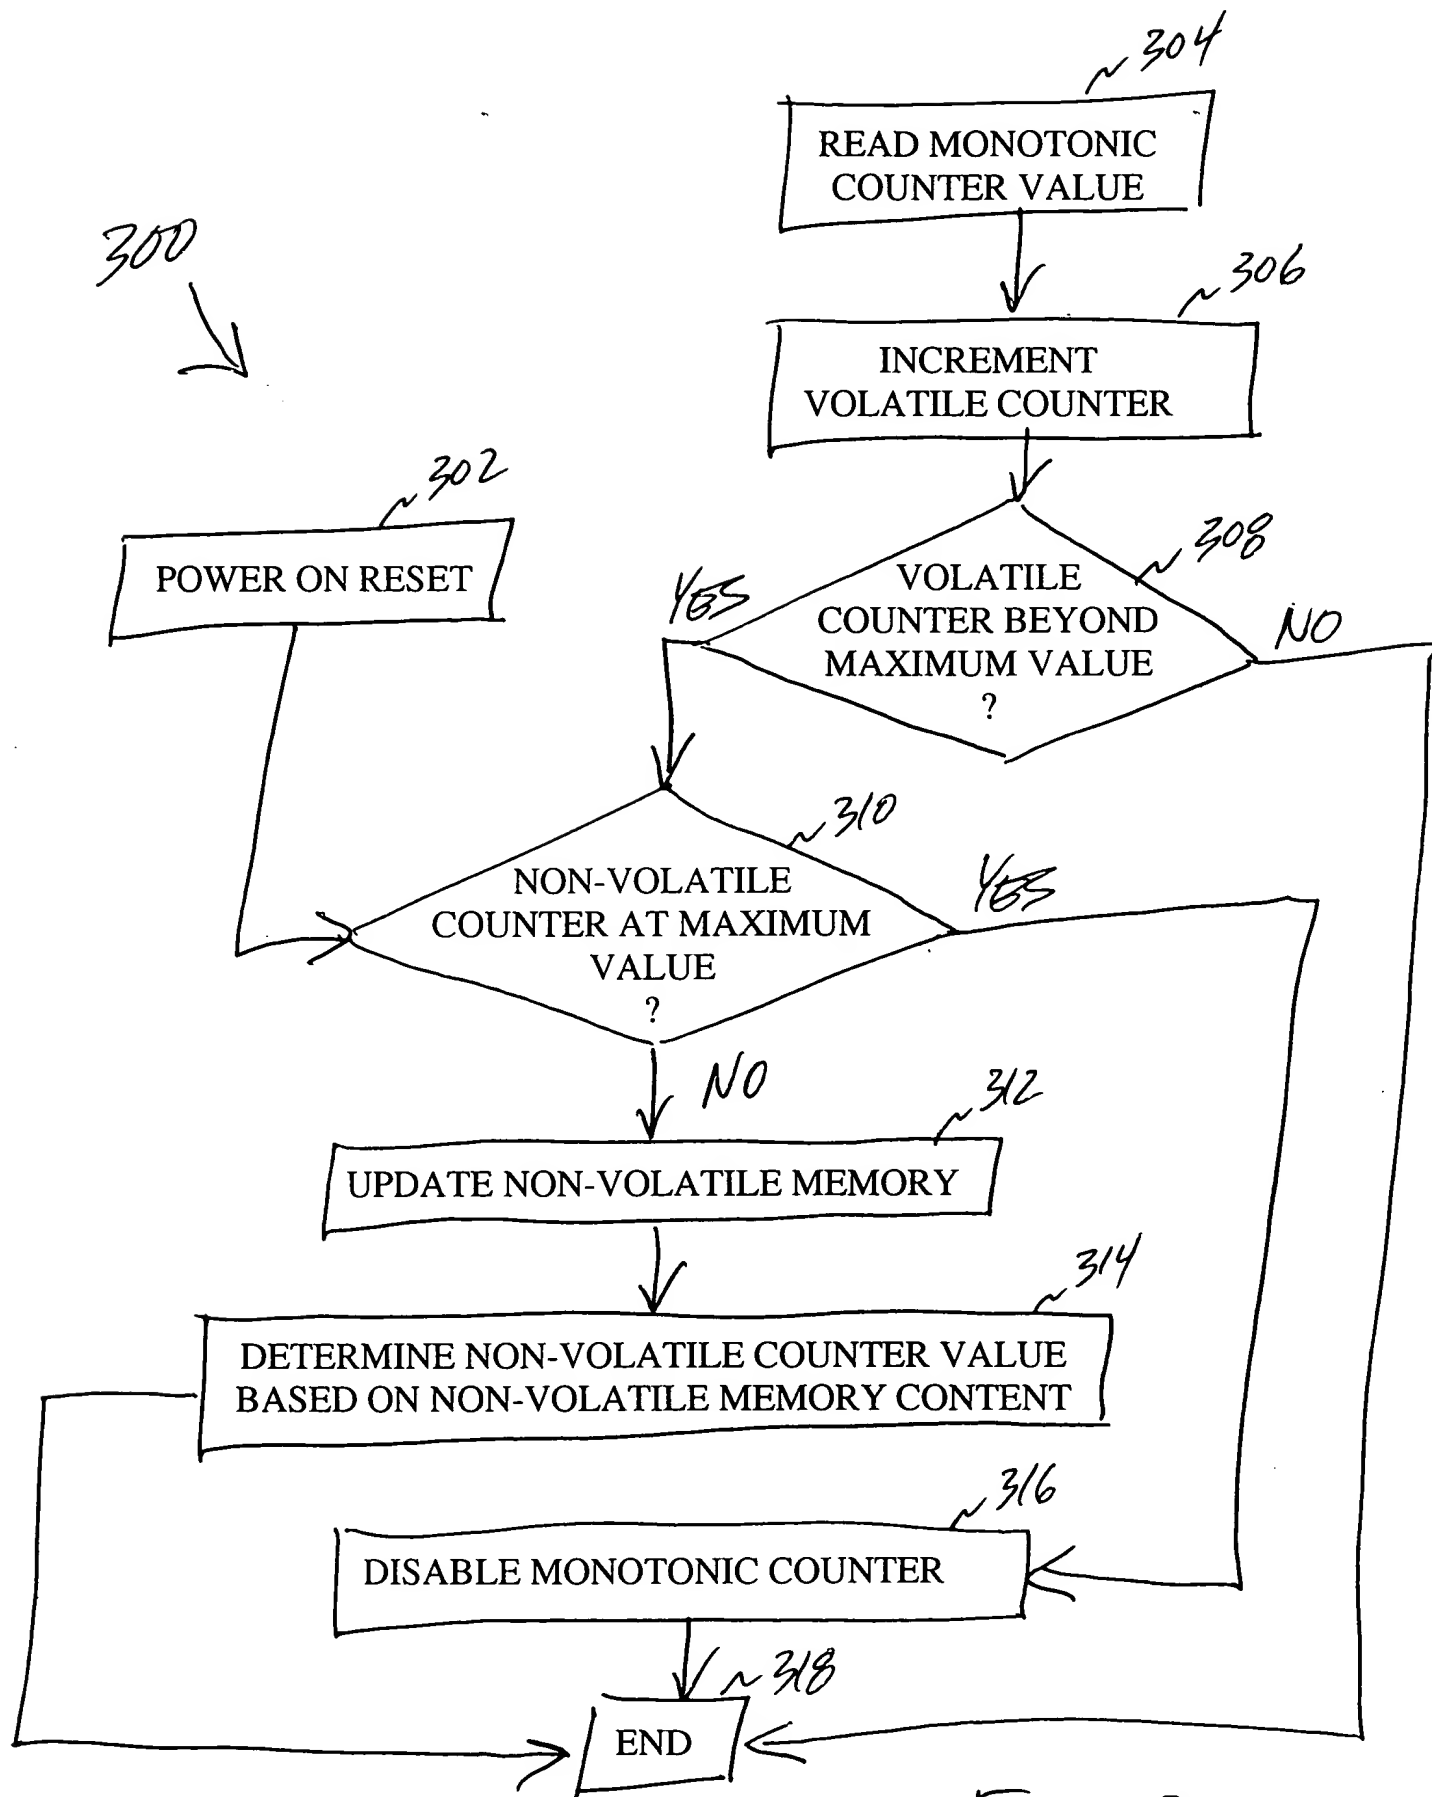 304
READ MONOTONIC
COUNTER VALUE
300
306
INCREMENT
VOLATILE COUNTER
302
POWER ON RESET
308
VOLATILE
COUNTER BEYOND
MAXIMUM VALUE
?
YES
NO
310
NON-VOLATILE
COUNTER AT MAXIMUM
VALUE
?
YES
NO
312
UPDATE NON-VOLATILE MEMORY
314
DETERMINE NON-VOLATILE COUNTER VALUE
BASED ON NON-VOLATILE MEMORY CONTENT
316
DISABLE MONOTONIC COUNTER
318
END